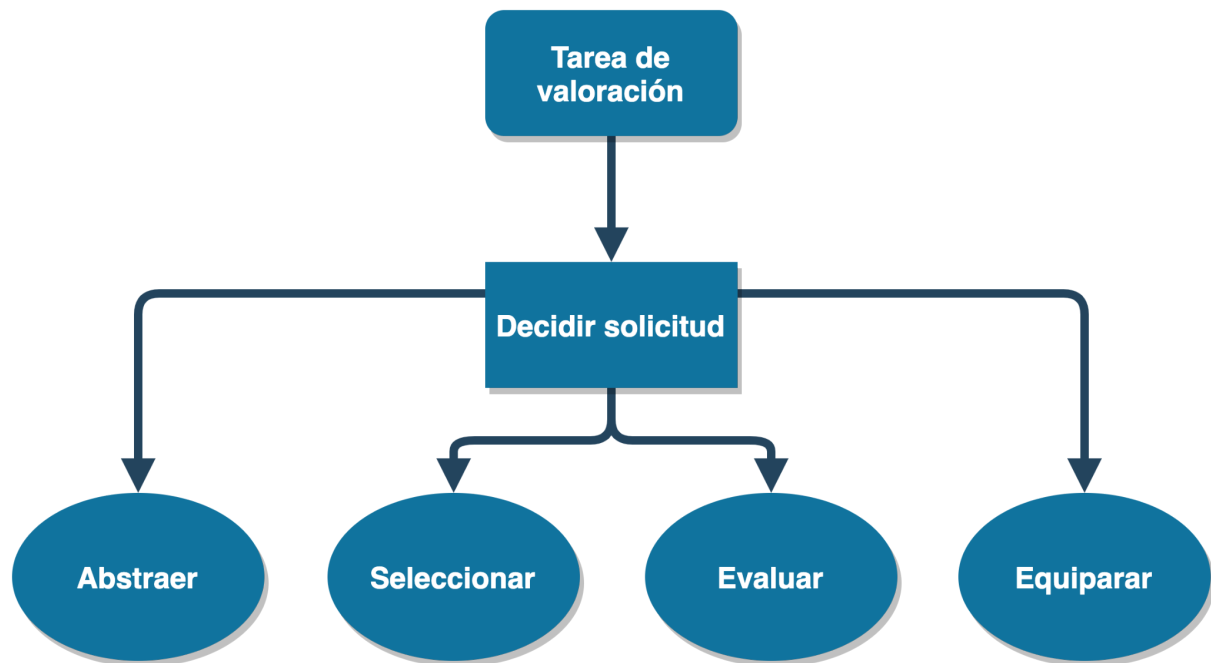 Tarea de
valoración
Decidir solicitud
Abstraer
Seleccionar
Evaluar
Equiparar